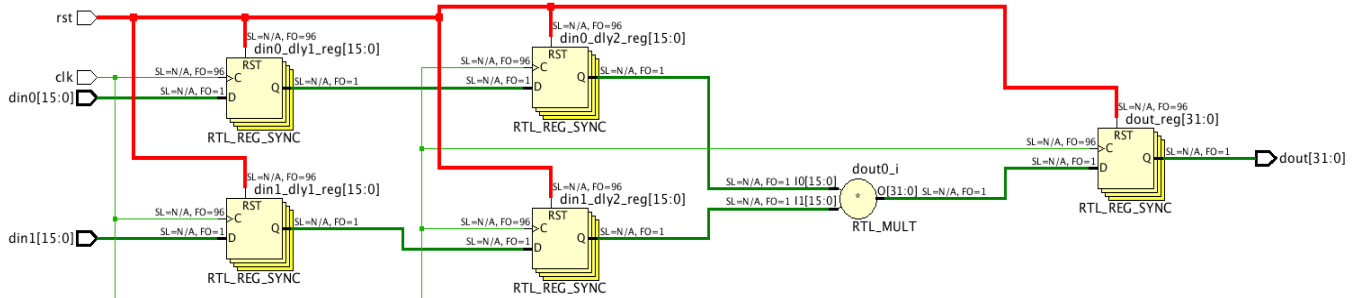 rst
SL=N/A, FO=96
din0_dly1_reg[15:0]
SL=N/A, FO=96
din0_dly2_reg[15:0]
RST
RST
clk
SL=N/A, FO=96
C
SL=N/A, FO=96
C
Q
SL=N/A, FO=1
Q
SL=N/A, FO=1
din0[15:0]
SL=N/A, FO=1
D
SL=N/A, FO=1
D
RTL_REG_SYNC
RTL_REG_SYNC
SL=N/A, FO=96
dout_reg[31:0]
RST
SL=N/A, FO=96
C
Q
SL=N/A, FO=1
dout[31:0]
SL=N/A, FO=1
D
RTL_REG_SYNC
SL=N/A, FO=96
din1_dly1_reg[15:0]
SL=N/A, FO=96
din1_dly2_reg[15:0]
RST
RST
dout0_i
SL=N/A, FO=1 I0[15:0]
SL=N/A, FO=1 I1[15:0]
*
O[31:0]
SL=N/A, FO=1
RTL_MULT
SL=N/A, FO=96
C
SL=N/A, FO=96
C
Q
SL=N/A, FO=1
Q
SL=N/A, FO=1
din1[15:0]
SL=N/A, FO=1
D
SL=N/A, FO=1
D
RTL_REG_SYNC
RTL_REG_SYNC